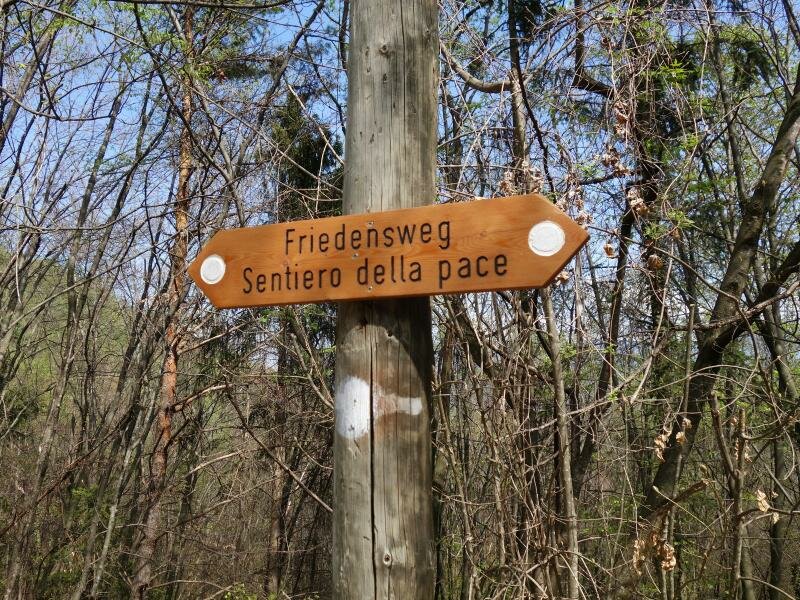 Friedensweg
Sentiero della pace